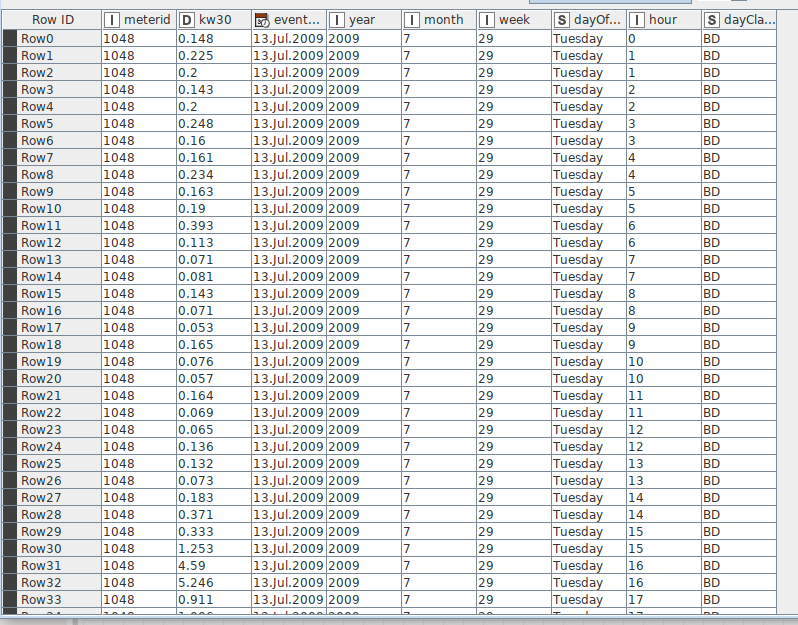 Row ID I meterid D kw30 event... I year I month I week S dayOf... I hour S dayCla...
Row0 1048 0.148 13.Jul.2009 2009 7 29 Tuesday 0 BD
Row1 1048 0.225 13.Jul.2009 2009 7 29 Tuesday 1 BD
Row2 1048 0.2 13.Jul.2009 2009 7 29 Tuesday 1 BD
Row3 1048 0.143 13.Jul.2009 2009 7 29 Tuesday 2 BD
Row4 1048 0.2 13.Jul.2009 2009 7 29 Tuesday 2 BD
Row5 1048 0.248 13.Jul.2009 2009 7 29 Tuesday 3 BD
Row6 1048 0.16 13.Jul.2009 2009 7 29 Tuesday 3 BD
Row7 1048 0.161 13.Jul.2009 2009 7 29 Tuesday 4 BD
Row8 1048 0.234 13.Jul.2009 2009 7 29 Tuesday 4 BD
Row9 1048 0.163 13.Jul.2009 2009 7 29 Tuesday 5 BD
Row10 1048 0.19 13.Jul.2009 2009 7 29 Tuesday 5 BD
Row11 1048 0.393 13.Jul.2009 2009 7 29 Tuesday 6 BD
Row12 1048 0.113 13.Jul.2009 2009 7 29 Tuesday 6 BD
Row13 1048 0.071 13.Jul.2009 2009 7 29 Tuesday 7 BD
Row14 1048 0.081 13.Jul.2009 2009 7 29 Tuesday 7 BD
Row15 1048 0.143 13.Jul.2009 2009 7 29 Tuesday 8 BD
Row16 1048 0.071 13.Jul.2009 2009 7 29 Tuesday 8 BD
Row17 1048 0.053 13.Jul.2009 2009 7 29 Tuesday 9 BD
Row18 1048 0.165 13.Jul.2009 2009 7 29 Tuesday 9 BD
Row19 1048 0.076 13.Jul.2009 2009 7 29 Tuesday 10 BD
Row20 1048 0.057 13.Jul.2009 2009 7 29 Tuesday 10 BD
Row21 1048 0.164 13.Jul.2009 2009 7 29 Tuesday 11 BD
Row22 1048 0.069 13.Jul.2009 2009 7 29 Tuesday 11 BD
Row23 1048 0.065 13.Jul.2009 2009 7 29 Tuesday 12 BD
Row24 1048 0.136 13.Jul.2009 2009 7 29 Tuesday 12 BD
Row25 1048 0.132 13.Jul.2009 2009 7 29 Tuesday 13 BD
Row26 1048 0.073 13.Jul.2009 2009 7 29 Tuesday 13 BD
Row27 1048 0.183 13.Jul.2009 2009 7 29 Tuesday 14 BD
Row28 1048 0.371 13.Jul.2009 2009 7 29 Tuesday 14 BD
Row29 1048 0.333 13.Jul.2009 2009 7 29 Tuesday 15 BD
Row30 1048 1.253 13.Jul.2009 2009 7 29 Tuesday 15 BD
Row31 1048 4.59 13.Jul.2009 2009 7 29 Tuesday 16 BD
Row32 1048 5.246 13.Jul.2009 2009 7 29 Tuesday 16 BD
Row33 1048 0.911 13.Jul.2009 2009 7 29 Tuesday 17 BD